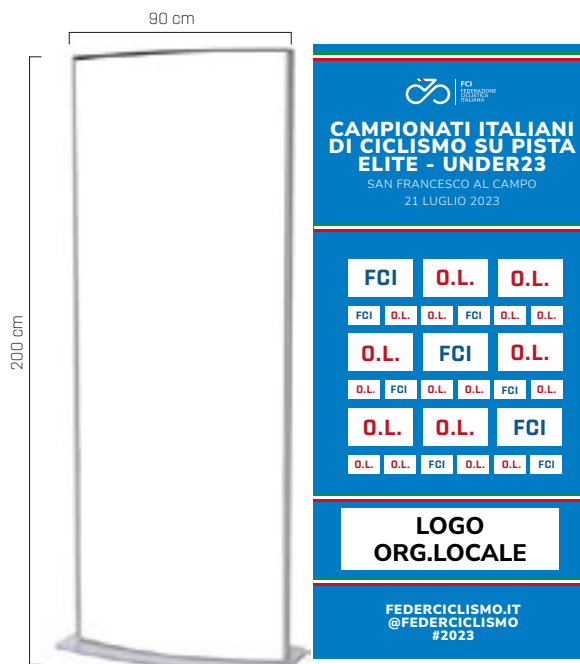 90 cm
200 cm
FCI
FEDERAZIONE
CICLISTICA
ITALIANA
CAMPIONATI ITALIANI
DI CICLISMO SU PISTA
ELITE - UNDER23
SAN FRANCESCO AL CAMPO
21 LUGLIO 2023
FCI O.L. O.L.
FCI O.L. O.L. FCI O.L. O.L.
O.L. FCI O.L.
O.L. FCI O.L. O.L. FCI O.L.
O.L. O.L. FCI
O.L. O.L. FCI O.L. O.L. FCI
LOGO
ORG.LOCALE
FEDERCICLISMO.IT
@FEDERCICLISMO
#2023